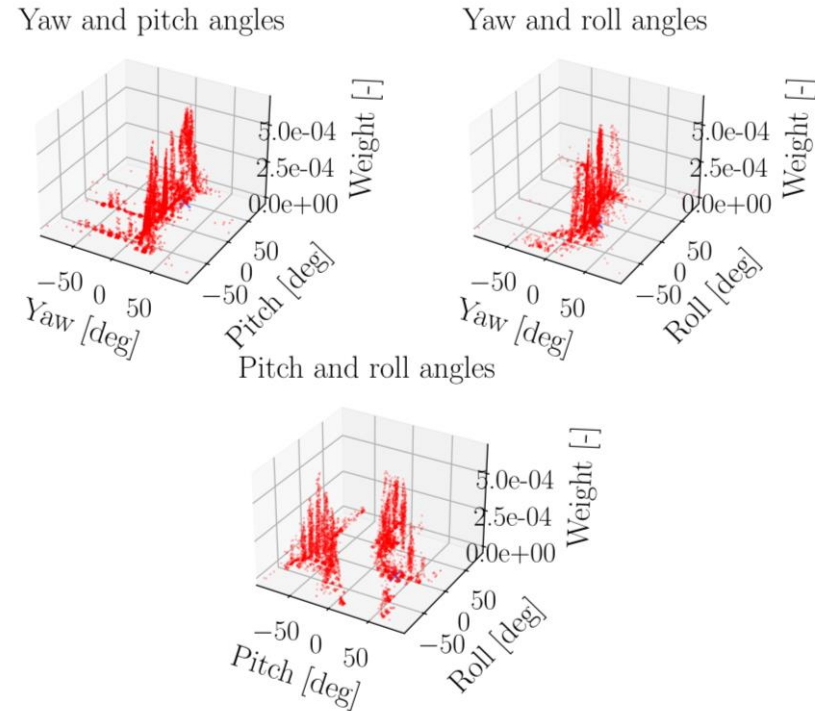 Yaw and pitch angles
Weight [-]
5.0e-04
2.5e-04
0.0e+00
−50 0 50
Yaw [deg]
−50 0 50
Pitch [deg]
Yaw and roll angles
Weight [-]
5.0e-04
2.5e-04
0.0e+00
−50 0 50
Yaw [deg]
−50 0 50
Roll [deg]
Pitch and roll angles
Weight [-]
5.0e-04
2.5e-04
0.0e+00
−50 0 50
Pitch [deg]
−50 0 50
Roll [deg]